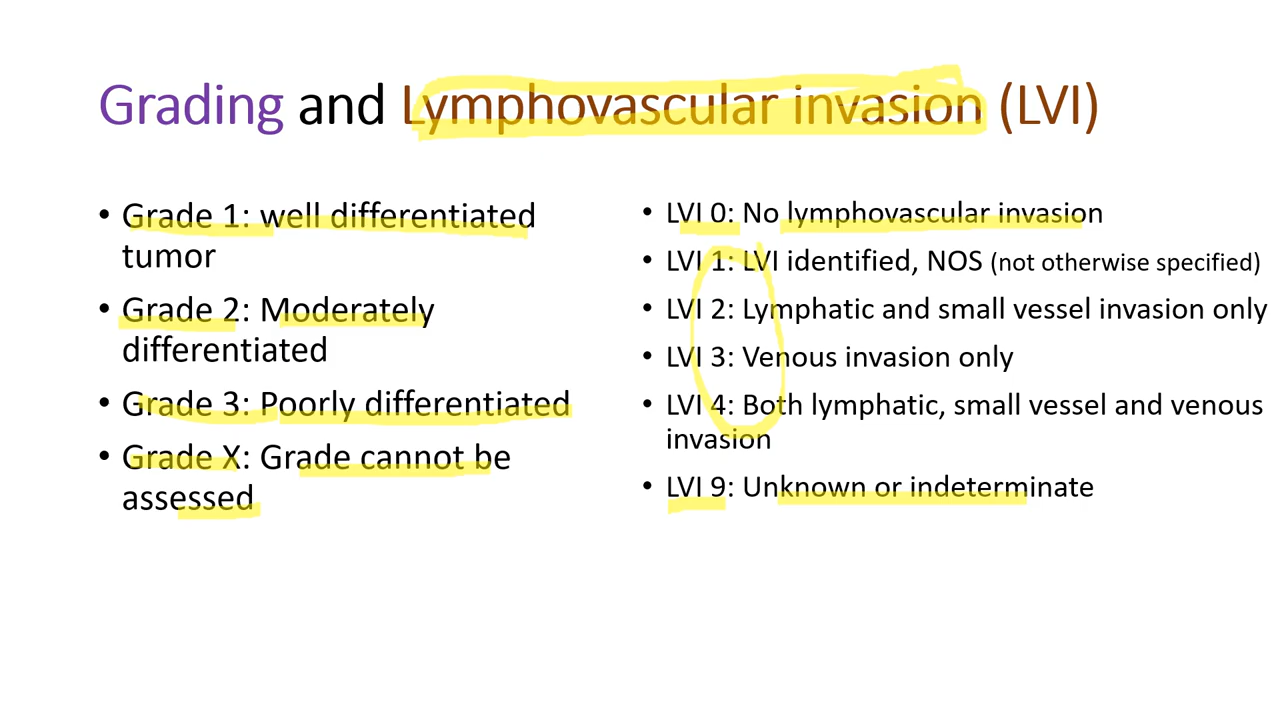 Grading and Lymphovascular invasion (LVI)
• Grade 1: well differentiated
tumor
• Grade 2: Moderately
differentiated
• Grade 3: Poorly differentiated
• Grade X: Grade cannot be
assessed
• LVI 0: No lymphovascular invasion
• LVI 1: LVI identified, NOS (not otherwise specified)
• LVI 2: Lymphatic and small vessel invasion only
• LVI 3: Venous invasion only
• LVI 4: Both lymphatic, small vessel and venous
invasion
• LVI 9: Unknown or indeterminate